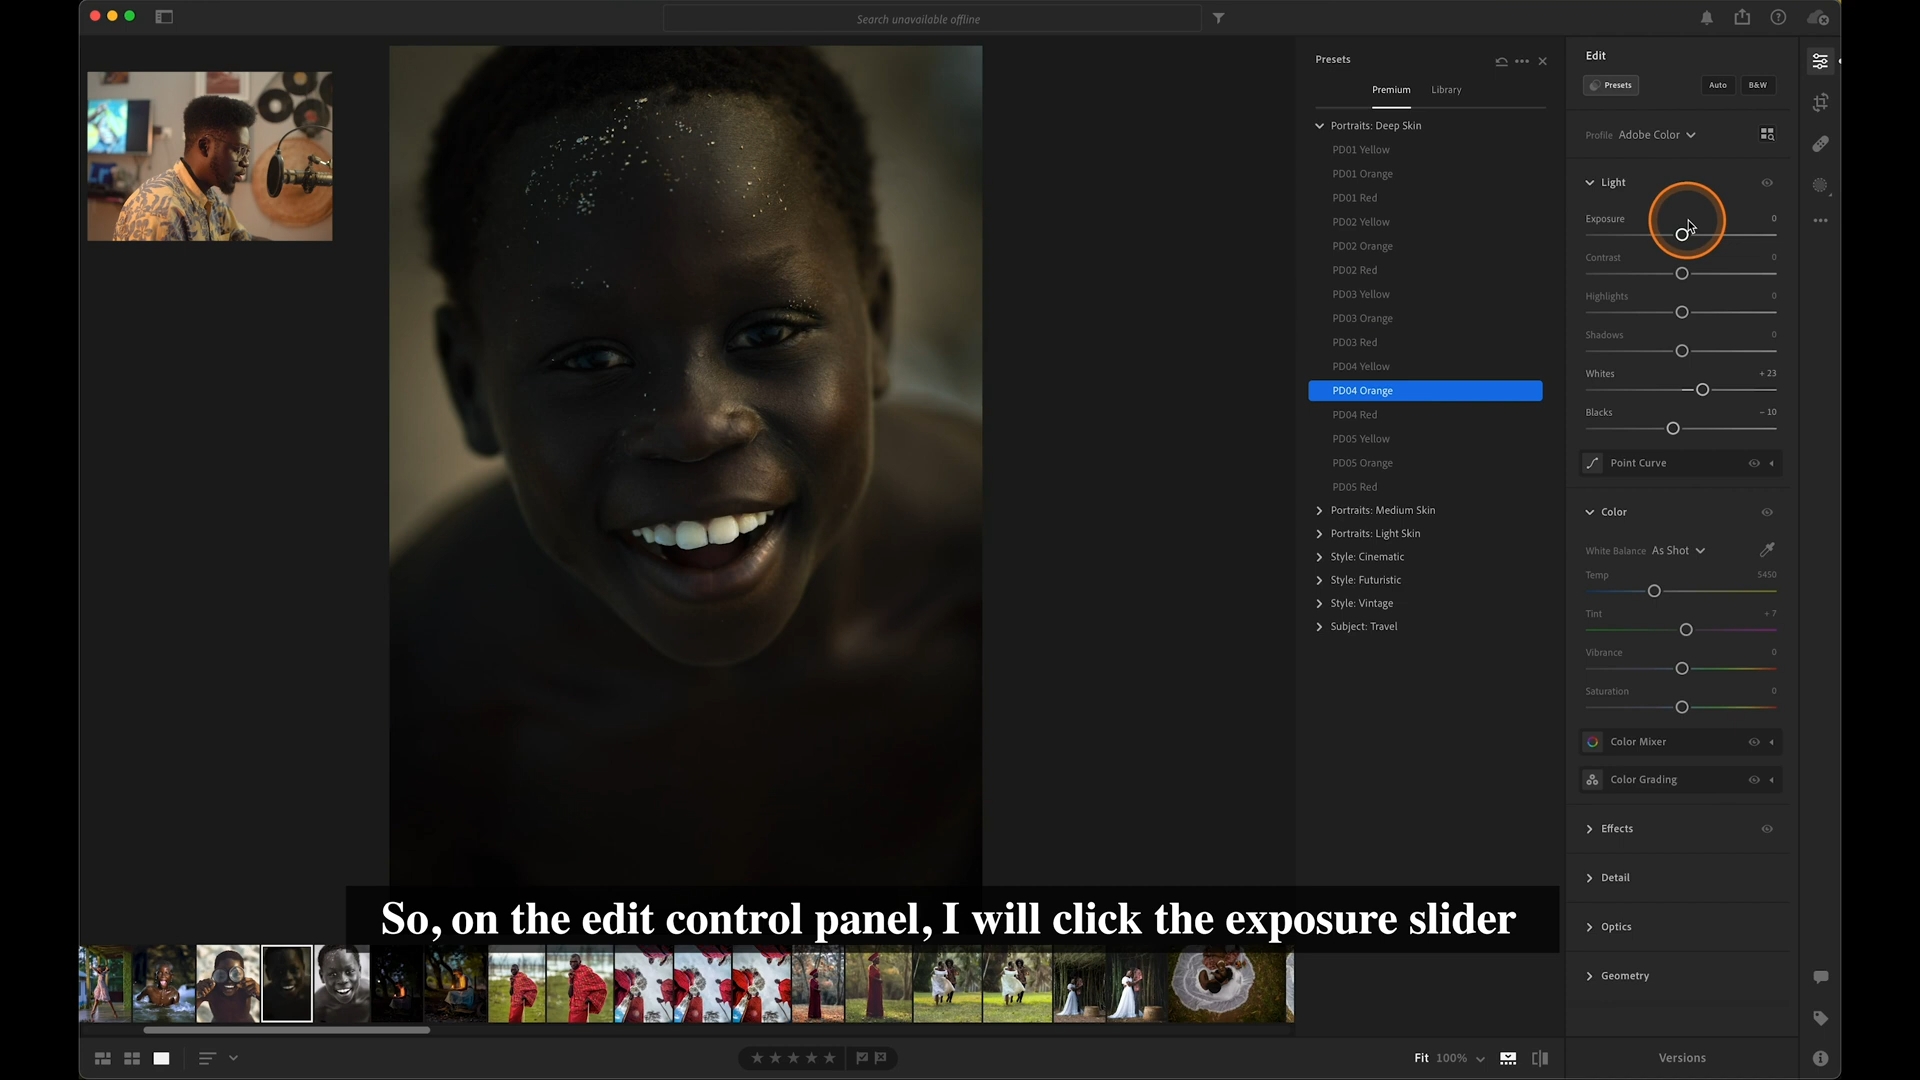 Search unavailable offline
Presets
Premium
Library
Portraits: Deep Skin
PD01 Yellow
PD01 Orange
PD01 Red
PD02 Yellow
PD02 Orange
PD02 Red
PD03 Yellow
PD03 Orange
PD03 Red
PD04 Yellow
PD04 Orange
PD04 Red
PD05 Yellow
PD05 Orange
PD05 Red
Portraits: Medium Skin
Portraits: Light Skin
Style: Cinematic
Style: Futuristic
Style: Vintage
Subject: Travel
Edit
Presets
Auto
B&W
Profile Adobe Color
Light
Exposure 0
Contrast 0
Highlights 0
Shadows 0
Whites + 23
Blacks – 10
Point Curve
Color
White Balance As Shot
Temp 5450
Tint + 7
Vibrance 0
Saturation 0
Color Mixer
Color Grading
Effects
Detail
Optics
Geometry
So, on the edit control panel, I will click the exposure slider
Fit 100%
Versions